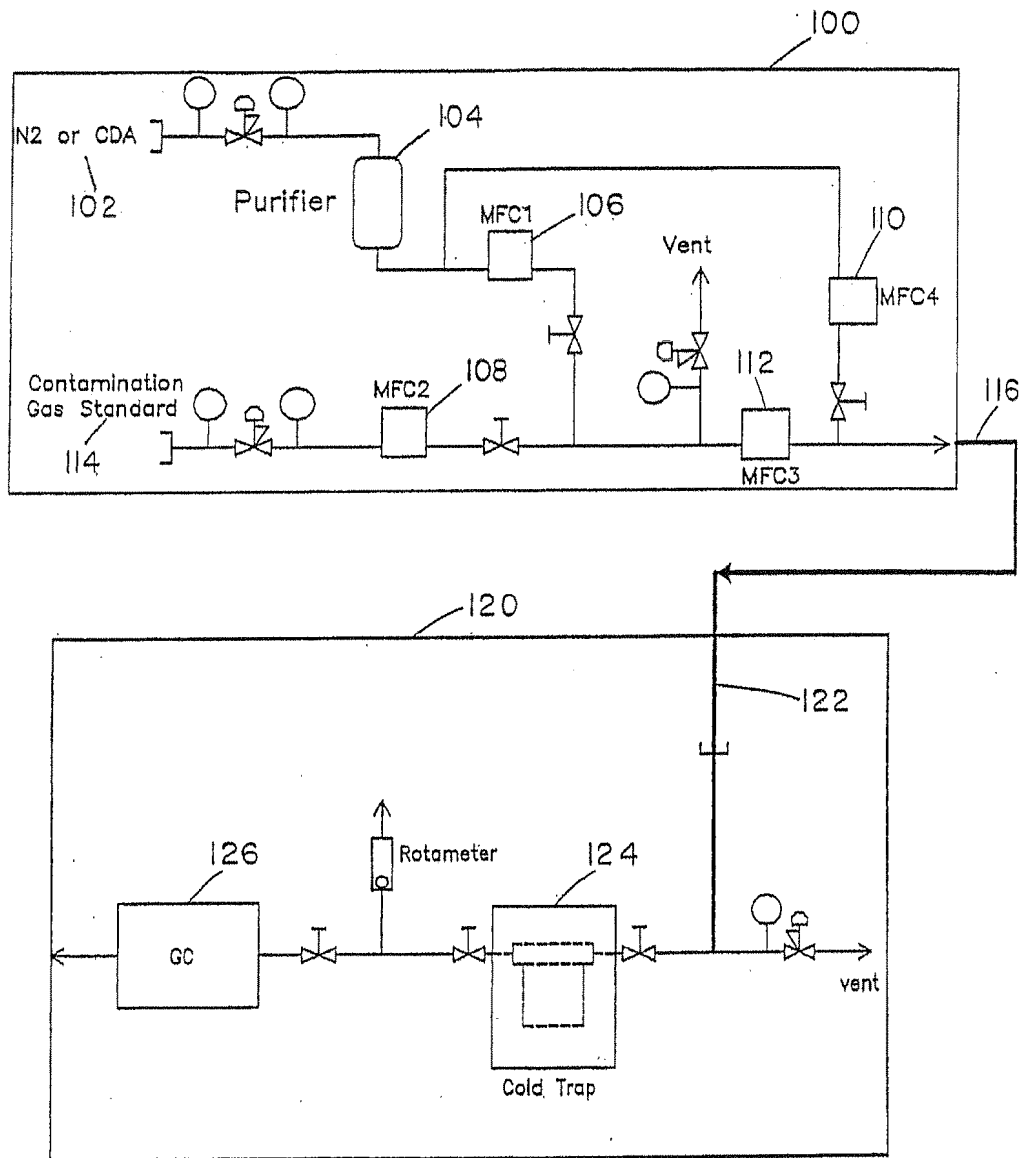 100
N2 or CDA
102
104
Purifier
MFC1
106
Vent
110
MFC4
Contamination
Gas Standard
114
MFC2
108
112
MFC3
116
120
122
126
Rotameter
124
GC
vent
Cold Trap